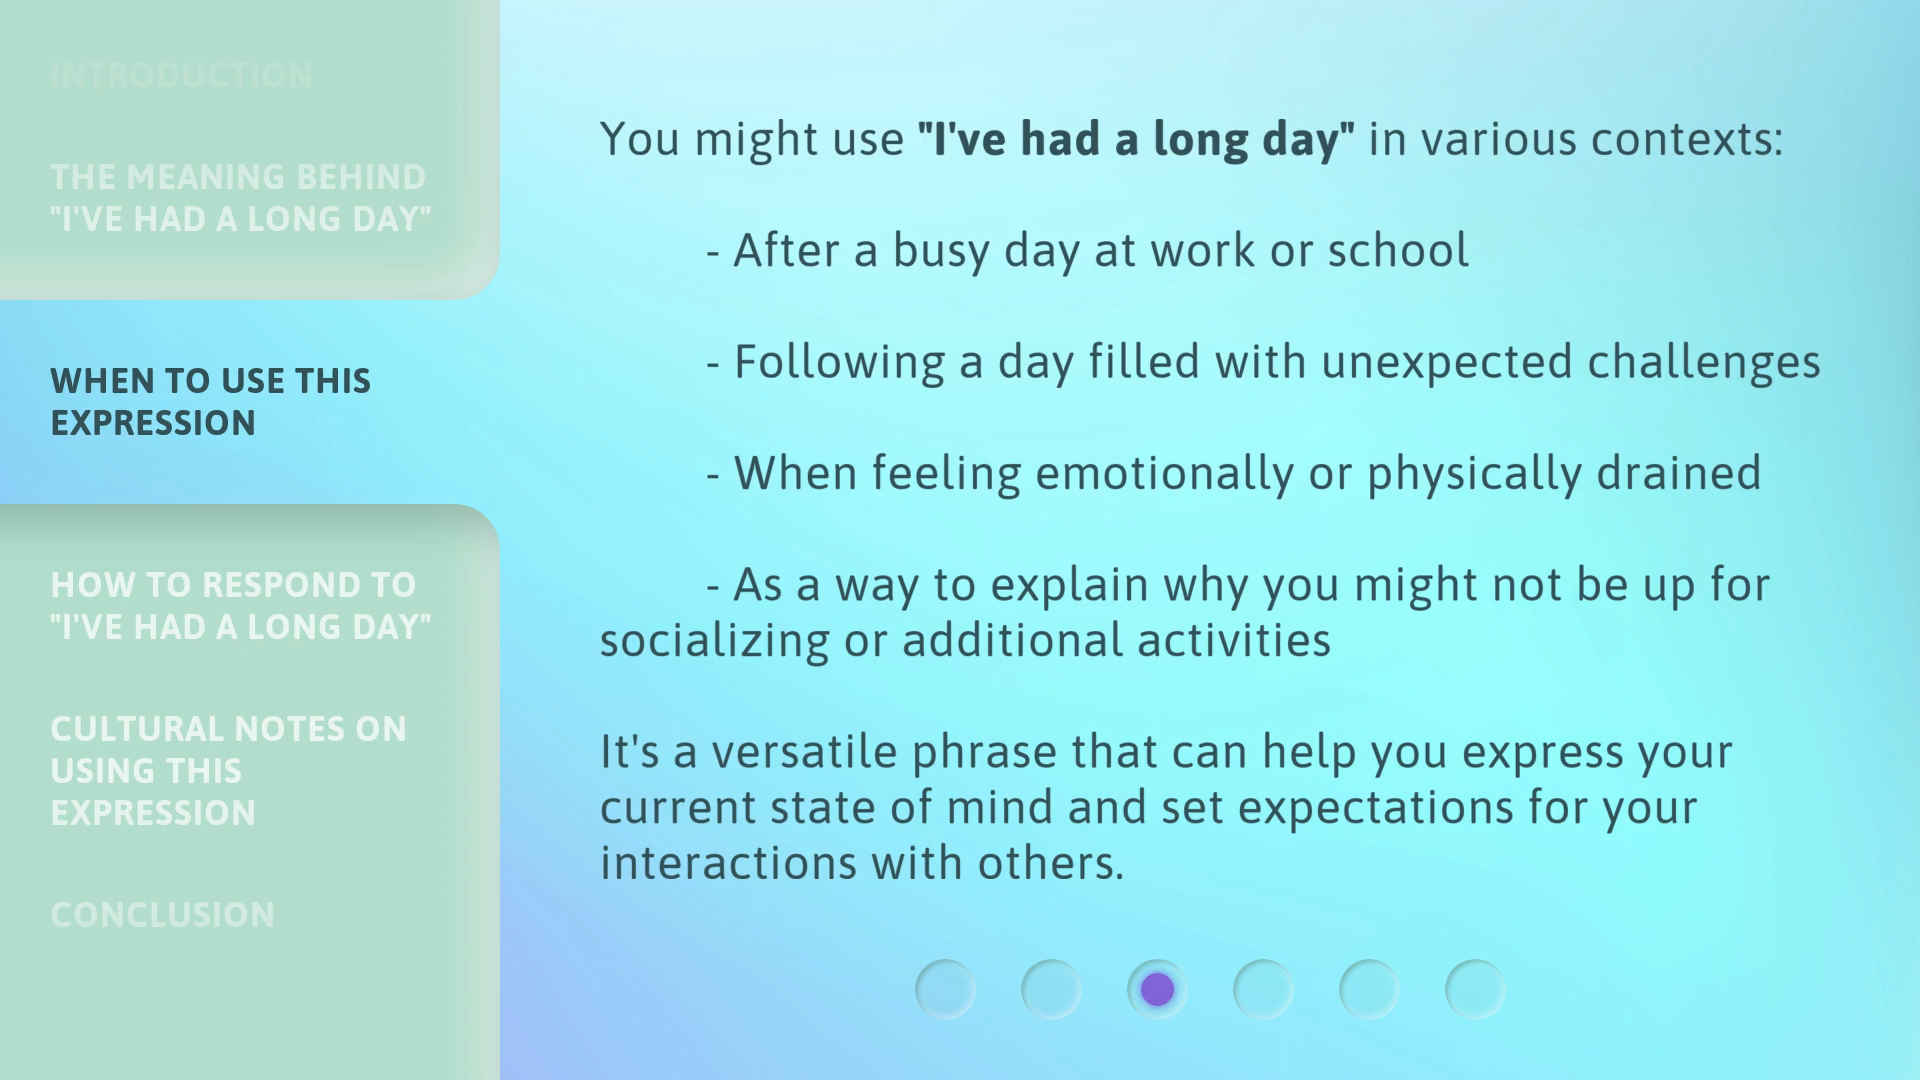 INTRODUCTION
THE MEANING BEHIND
"I'VE HAD A LONG DAY"
WHEN TO USE THIS
EXPRESSION
HOW TO RESPOND TO
"I'VE HAD A LONG DAY"
CULTURAL NOTES ON
USING THIS
EXPRESSION
CONCLUSION
You might use "I've had a long day" in various contexts:
- After a busy day at work or school
- Following a day filled with unexpected challenges
- When feeling emotionally or physically drained
- As a way to explain why you might not be up for
socializing or additional activities
It's a versatile phrase that can help you express your
current state of mind and set expectations for your
interactions with others.